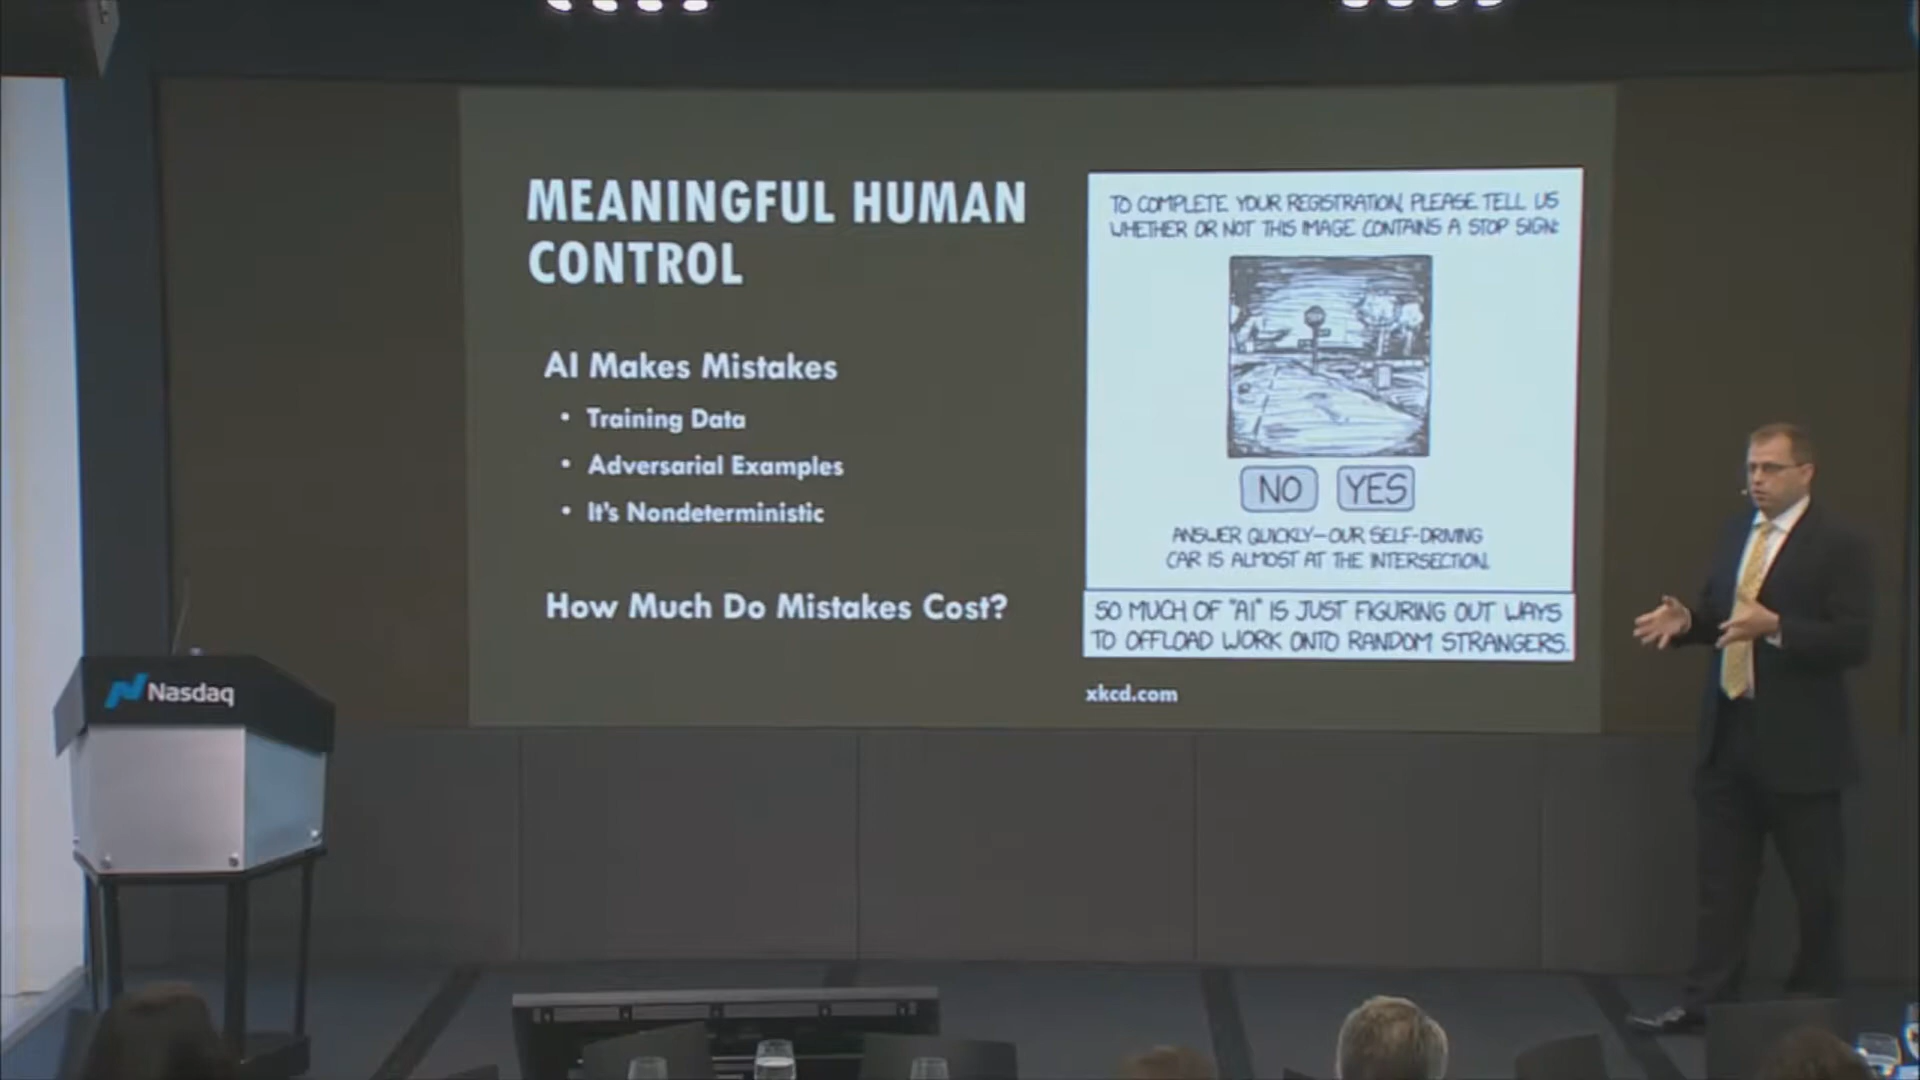 MEANINGFUL HUMAN
CONTROL
AI Makes Mistakes
• Training Data
• Adversarial Examples
• It's Nondeterministic
How Much Do Mistakes Cost?
TO COMPLETE YOUR REGISTRATION, PLEASE TELL US
WHETHER OR NOT THIS IMAGE CONTAINS A STOP SIGN:
NO YES
ANSWER QUICKLY—OUR SELF-DRIVING
CAR IS ALMOST AT THE INTERSECTION.
SO MUCH OF "AI" IS JUST FIGURING OUT WAYS
TO OFFLOAD WORK ONTO RANDOM STRANGERS.
xkcd.com
Nasdaq